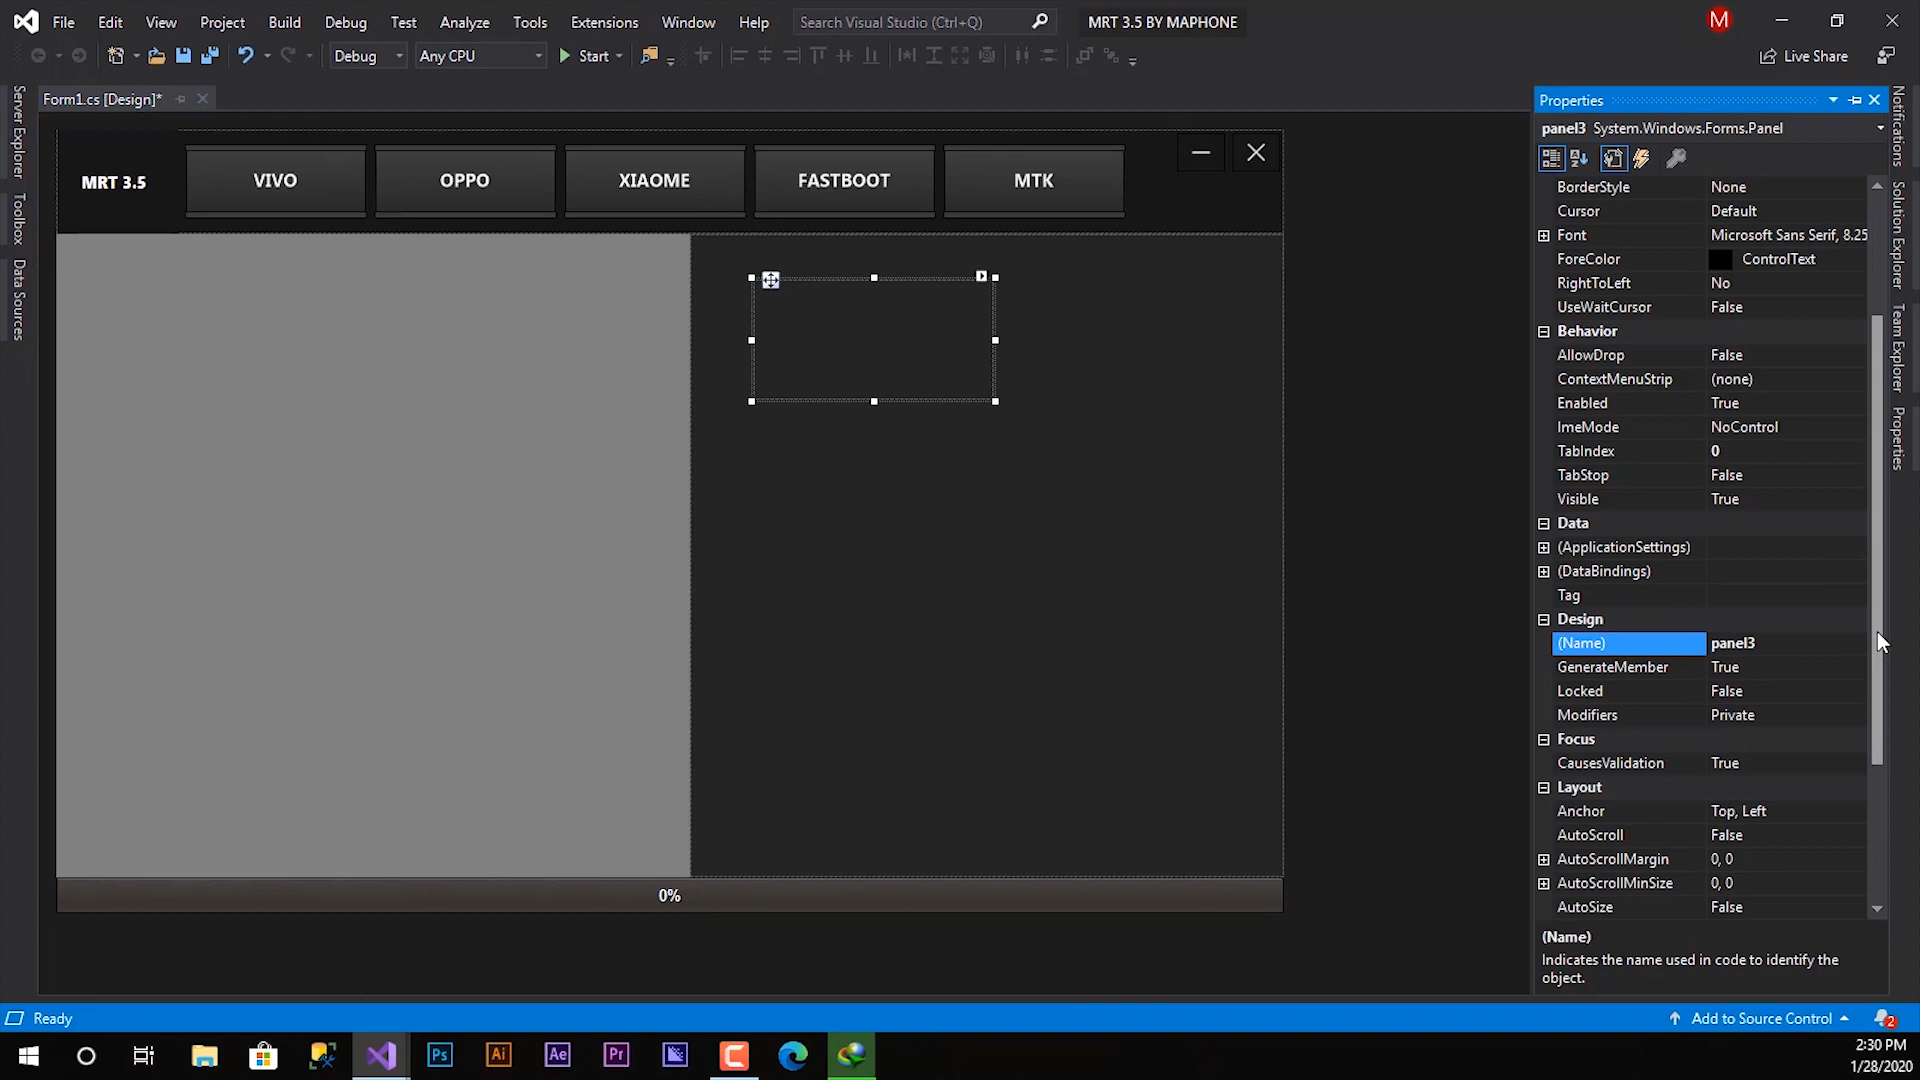 File Edit View Project Build Debug Test Analyze Tools Extensions Window Help Search Visual Studio (Ctrl+Q) MRT 3.5 BY MAPHONE M
Debug Any CPU Start Live Share
Form1.cs [Design]*
Properties
Server Explorer
Toolbox
Data Sources
MRT 3.5 VIVO OPPO XIAOME FASTBOOT MTK
0%
panel3 System.Windows.Forms.Panel
BorderStyle None
Cursor Default
Font Microsoft Sans Serif, 8.25
ForeColor ControlText
RightToLeft No
UseWaitCursor False
Behavior
AllowDrop False
ContextMenuStrip (none)
Enabled True
ImeMode NoControl
TabIndex 0
TabStop False
Visible True
Data
(ApplicationSettings)
(DataBindings)
Tag
Design
(Name) panel3
GenerateMember True
Locked False
Modifiers Private
Focus
CausesValidation True
Layout
Anchor Top, Left
AutoScroll False
AutoScrollMargin 0, 0
AutoScrollMinSize 0, 0
AutoSize False
(Name)
Indicates the name used in code to identify the
object.
Notifications
Solution Explorer
Team Explorer
Properties
Ready Add to Source Control 2
Ps Ai Ae Pr
2:30 PM
1/28/2020